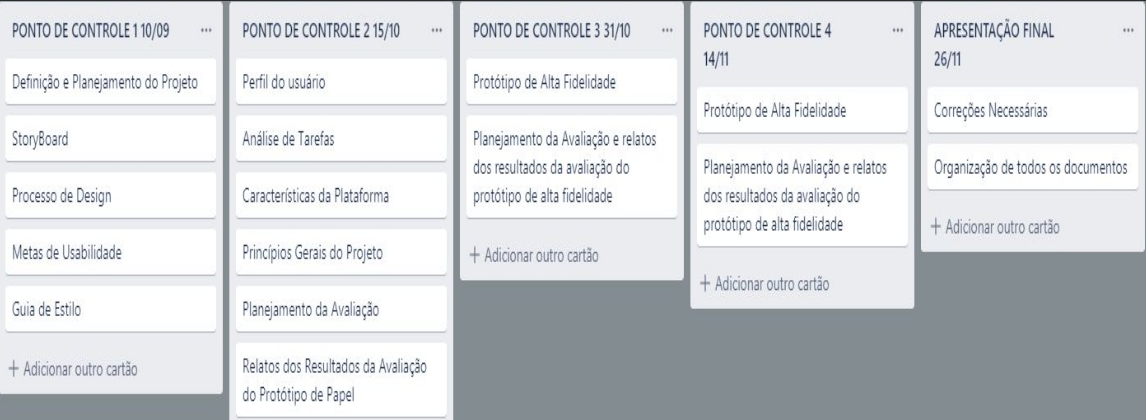 PONTO DE CONTROLE 1 10/09
Definição e Planejamento do Projeto
StoryBoard
Processo de Design
Metas de Usabilidade
Guia de Estilo
+ Adicionar outro cartão
PONTO DE CONTROLE 2 15/10
Perfil do usuário
Análise de Tarefas
Características da Plataforma
Princípios Gerais do Projeto
Planejamento da Avaliação
Relatos dos Resultados da Avaliação
do Protótipo de Papel
PONTO DE CONTROLE 3 31/10
Protótipo de Alta Fidelidade
Planejamento da Avaliação e relatos
dos resultados da avaliação do
protótipo de alta fidelidade
+ Adicionar outro cartão
PONTO DE CONTROLE 4
14/11
Protótipo de Alta Fidelidade
Planejamento da Avaliação e relatos
dos resultados da avaliação do
protótipo de alta fidelidade
+ Adicionar outro cartão
APRESENTAÇÃO FINAL
26/11
Correções Necessárias
Organização de todos os documentos
+ Adicionar outro cartão